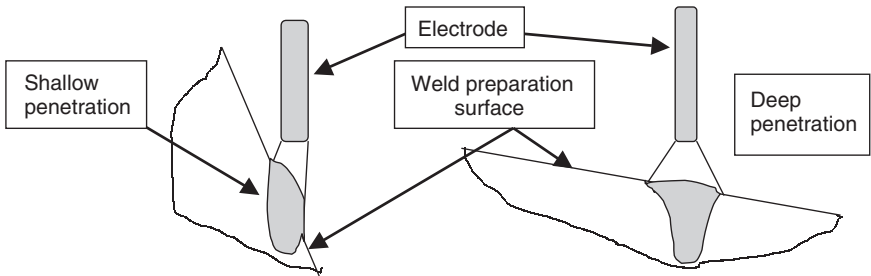 Electrode
Shallow
penetration
Weld preparation
surface
Deep
penetration